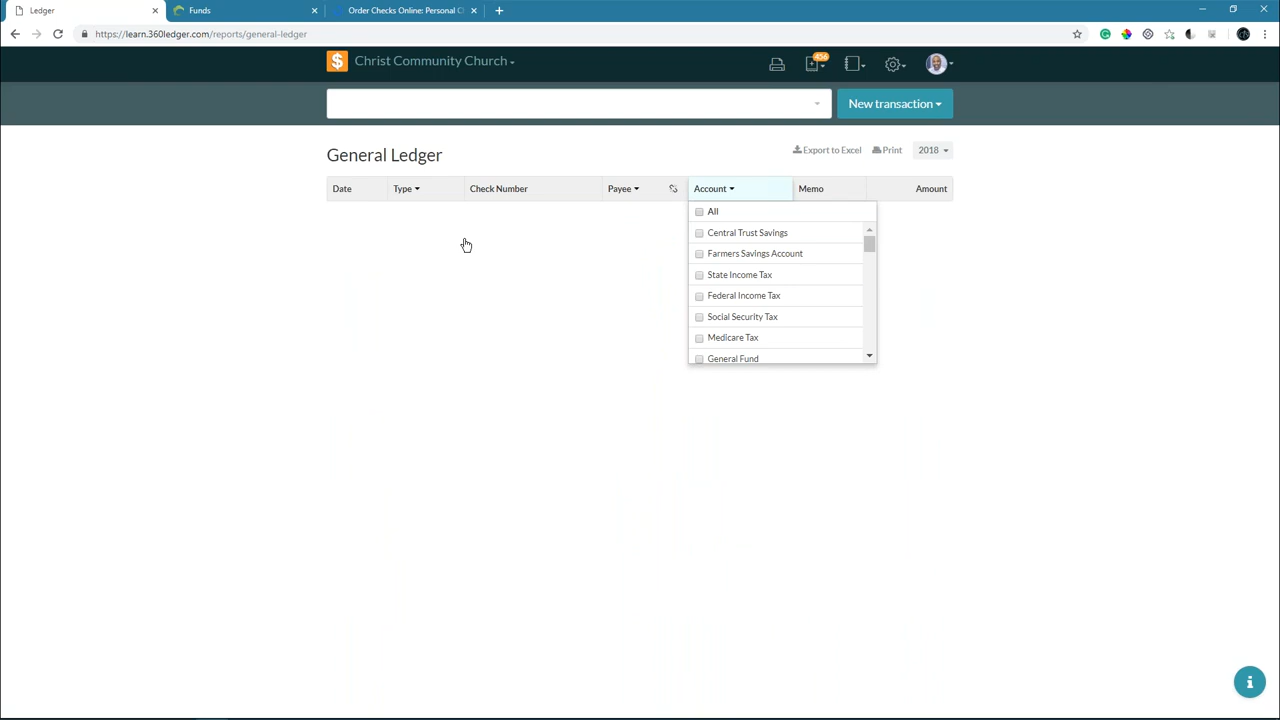 Ledger
Funds
Order Checks Online: Personal C
https://learn.360ledger.com/reports/general-ledger
$ Christ Community Church
456
New transaction
General Ledger
Export to Excel Print 2018
Date Type Check Number Payee Account Memo Amount
All
Central Trust Savings
Farmers Savings Account
State Income Tax
Federal Income Tax
Social Security Tax
Medicare Tax
General Fund
i